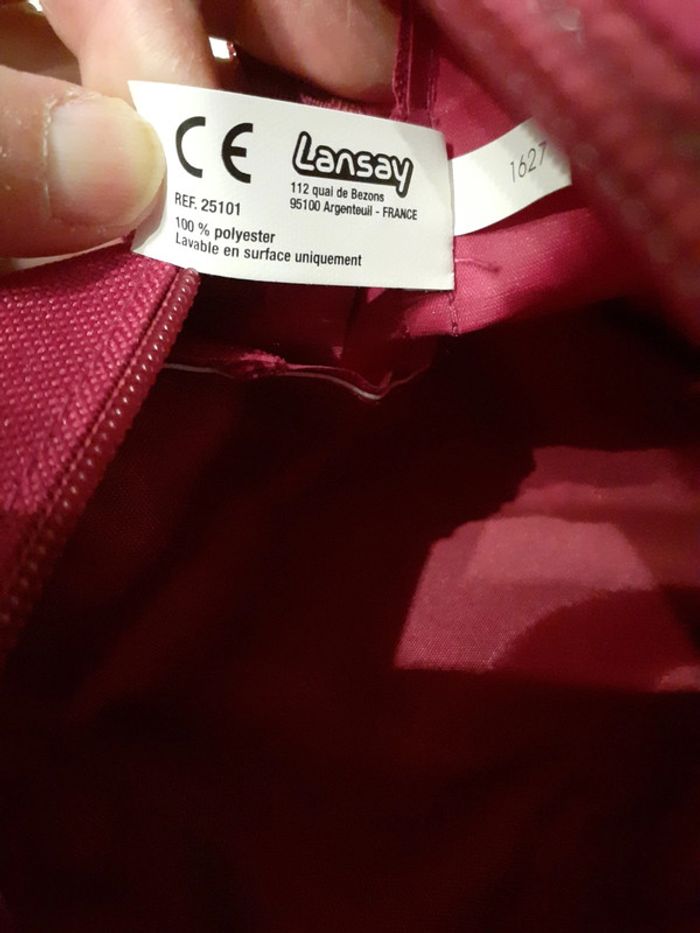 CE
Lansay
112 quai de Bezons
95100 Argenteuil - FRANCE
REF. 25101
100 % polyester
Lavable en surface uniquement
1627